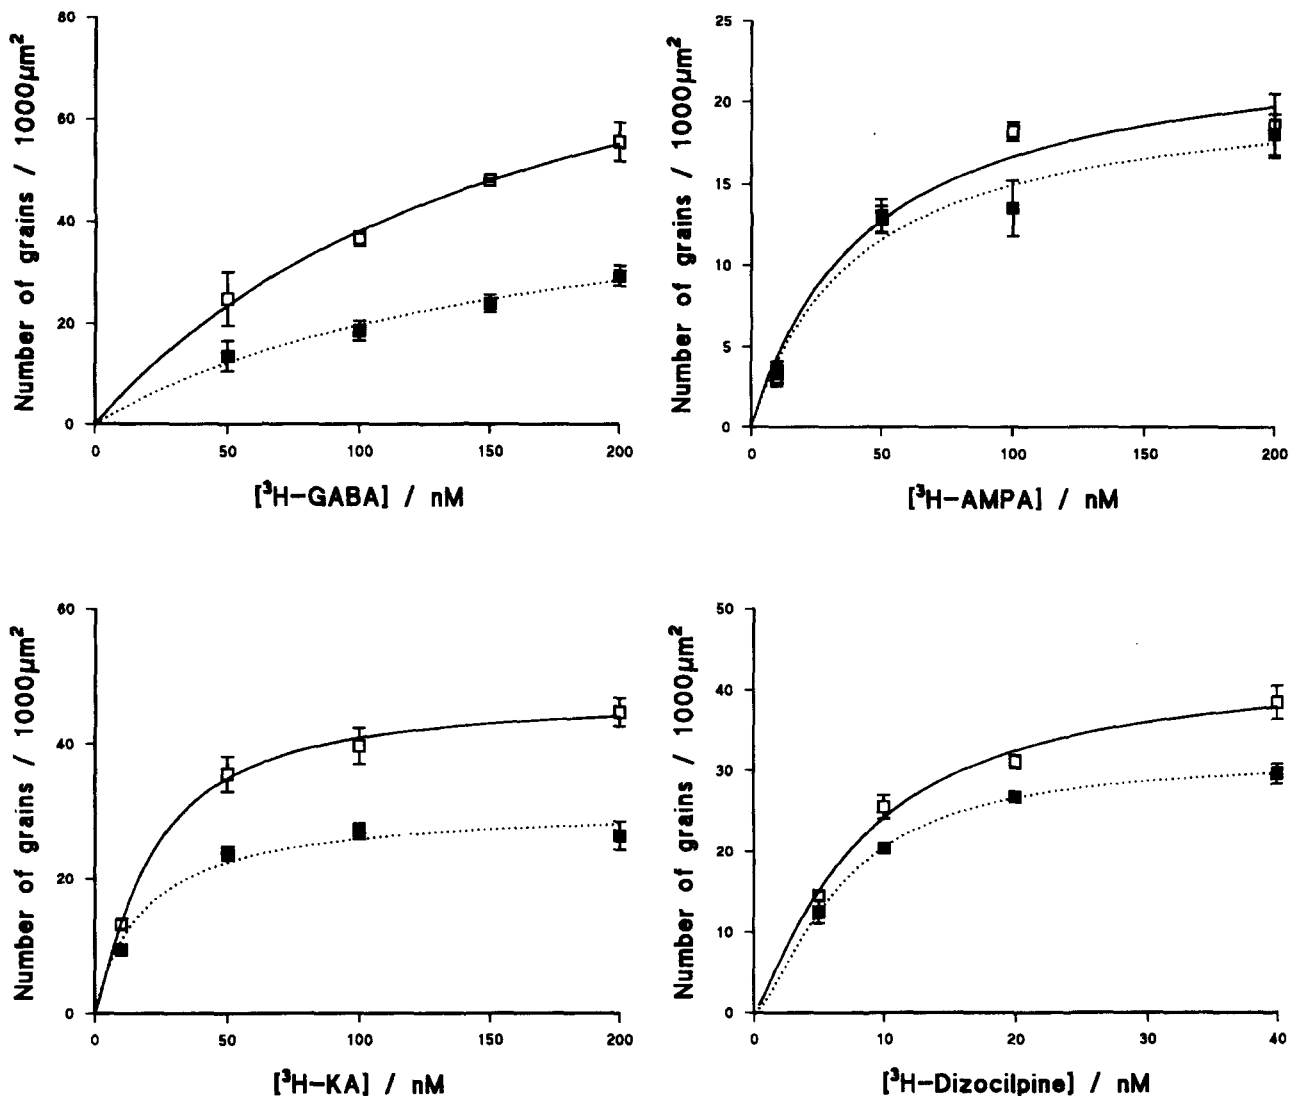 Number of grains / 1000µm²
80
60
40
20
0
0 50 100 150 200
[³H-GABA] / nM
Number of grains / 1000µm²
25
20
15
10
5
0
0 50 100 150 200
[³H-AMPA] / nM
Number of grains / 1000µm²
60
40
20
0
0 50 100 150 200
[³H-KA] / nM
Number of grains / 1000µm²
50
40
30
20
10
0
0 10 20 30 40
[³H-Dizocilpine] / nM